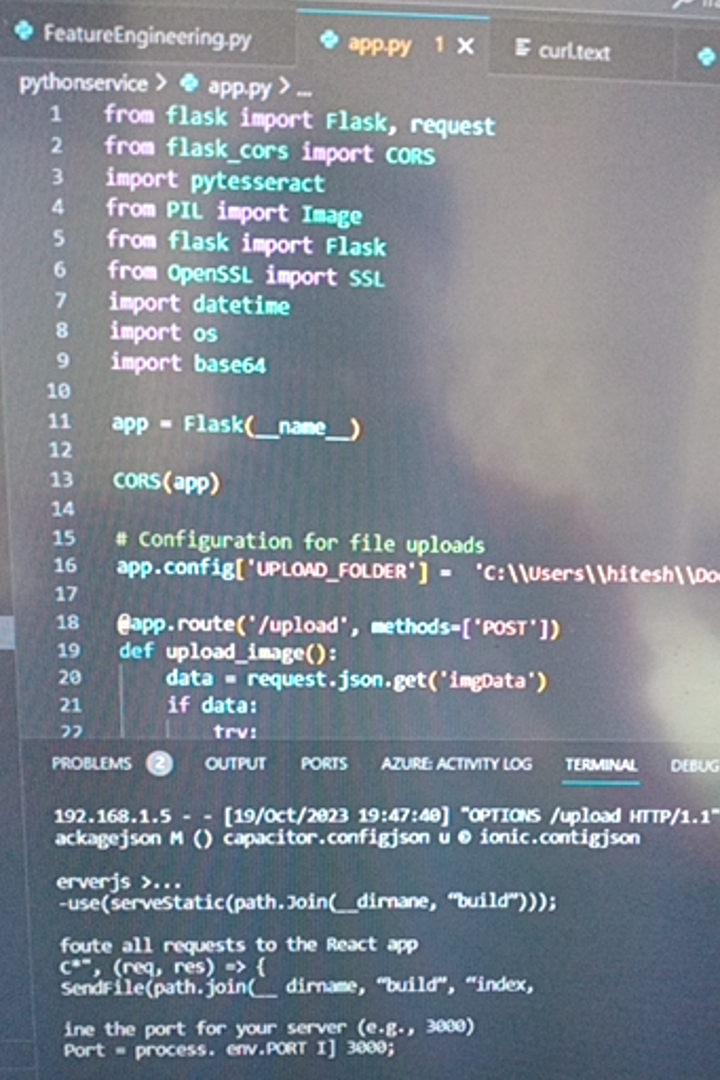 FeatureEngineering.py app.py 1 X curl.text
pythonservice > app.py > ...
1 from flask import Flask, request
2 from flask_cors import CORS
3 import pytesseract
4 from PIL import Image
5 from flask import Flask
6 from OpenSSL import SSL
7 import datetime
8 import os
9 import base64
10
11 app = Flask(__name__)
12
13 CORS(app)
14
15 # Configuration for file uploads
16 app.config['UPLOAD_FOLDER'] = 'C:\\Users\\hitesh\\Do
17
18 @app.route('/upload', methods=['POST'])
19 def upload_image():
20 data = request.json.get('imgData')
21 if data:
22 try:
PROBLEMS 2 OUTPUT PORTS AZURE: ACTIVITY LOG TERMINAL DEBUG
192.168.1.5 - - [19/Oct/2023 19:47:40] "OPTIONS /upload HTTP/1.1"
ackagejson M () capacitor.configjson u © ionic.contigjson
erverjs >...
-use(serveStatic(path.Join(__dirnane, “build”)));
foute all requests to the React app
C*”, (req, res) => {
SendFile(path.join(__ dirname, “build”, “index,
ine the port for your server (e.g., 3000)
Port = process. env.PORT I] 3000;